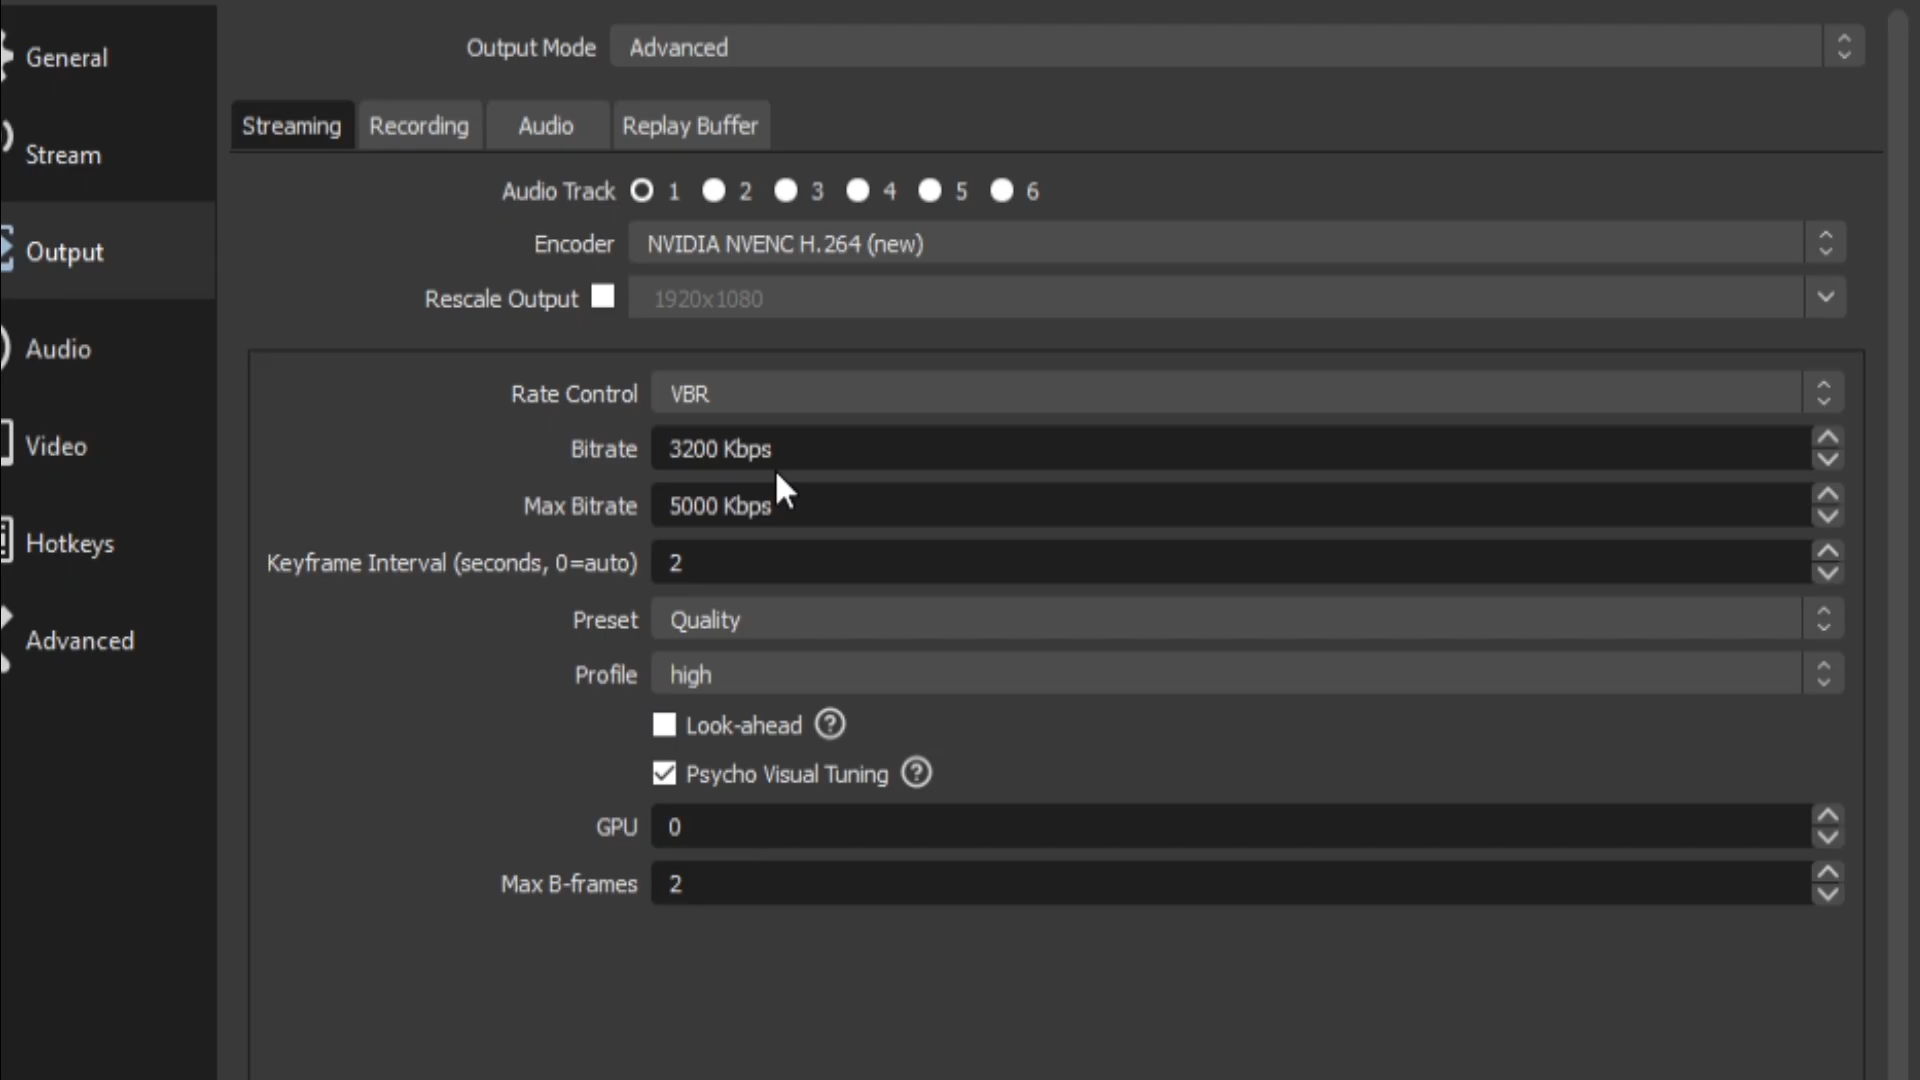 General
Stream
Output
Audio
Video
Hotkeys
Advanced
Output Mode Advanced
Streaming Recording Audio Replay Buffer
Audio Track 1 2 3 4 5 6
Encoder NVIDIA NVENC H.264 (new)
Rescale Output 1920x1080
Rate Control VBR
Bitrate 3200 Kbps
Max Bitrate 5000 Kbps
Keyframe Interval (seconds, 0=auto) 2
Preset Quality
Profile high
Look-ahead ?
Psycho Visual Tuning ?
GPU 0
Max B-frames 2